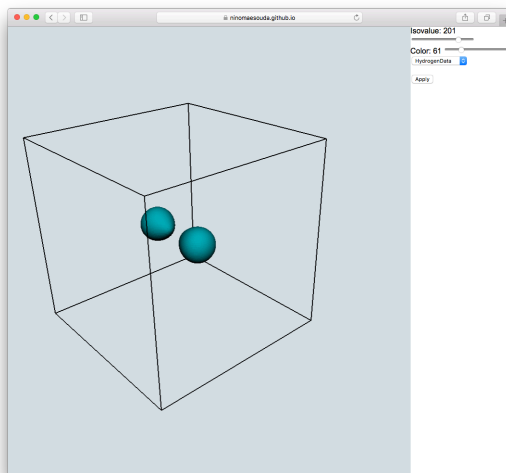 ninomaesouda.github.io
Isovalue: 201
Color: 61
HydrogenData
Apply